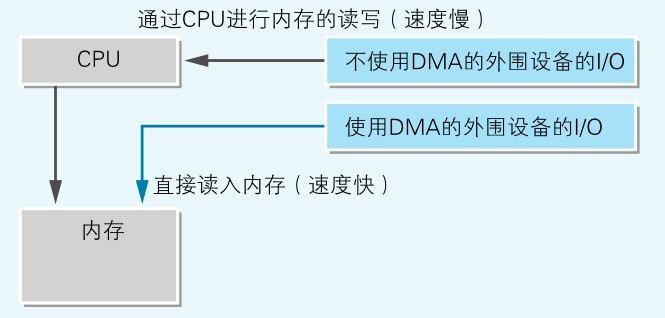 通过CPU进行内存的读写（速度慢）
CPU
不使用DMA的外围设备的I/O
使用DMA的外围设备的I/O
直接读入内存（速度快）
内存